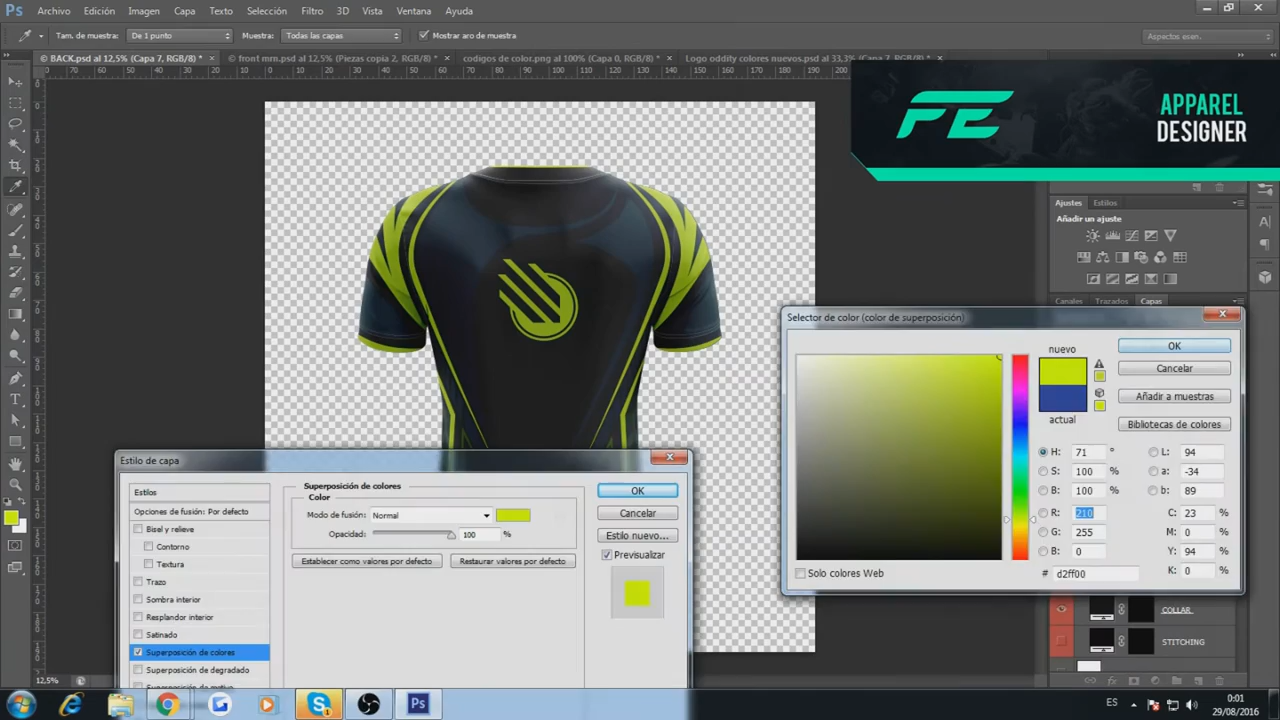 Ps Archivo Edición Imagen Capa Texto Selección Filtro 3D Vista Ventana Ayuda
Tam. de muestra: De 1 punto Muestra: Todas las capas Mostrar aro de muestra Aspectos esen.
© BACK.psd al 12,5% (Capa 7, RGB/8) * × © front mm.psd al 12,5% (Piezas copia 2, RGB/8) * × codigos de color.png al 100% (Capa 0, RGB/8) * × Logo oddity colores nuevos.psd al 33,3% (Capa 7, RGB/8) * ×
FE APPAREL
DESIGNER
Ajustes Estilos
Añadir un ajuste
Canales Trazados Capas
Selector de color (color de superposición)
nuevo
actual
OK
Cancelar
Añadir a muestras
Bibliotecas de colores
H: 71 ° L: 94
S: 100 % a: -34
B: 100 % b: 89
R: 210 C: 23 %
G: 255 M: 0 %
B: 0 Y: 94 %
# d2ff00 K: 0 %
Solo colores Web
Estilo de capa
Estilos
Opciones de fusión: Por defecto
Bisel y relieve
Contorno
Textura
Trazo
Sombra interior
Resplandor interior
Satinado
Superposición de colores
Superposición de degradado
Superposición de colores
Color
Modo de fusión: Normal
Opacidad: 100 %
Establecer como valores por defecto Restaurar valores por defecto
OK
Cancelar
Estilo nuevo...
Previsualizar
COLLAR
STITCHING
12,5%
ES 0:01
29/08/2016